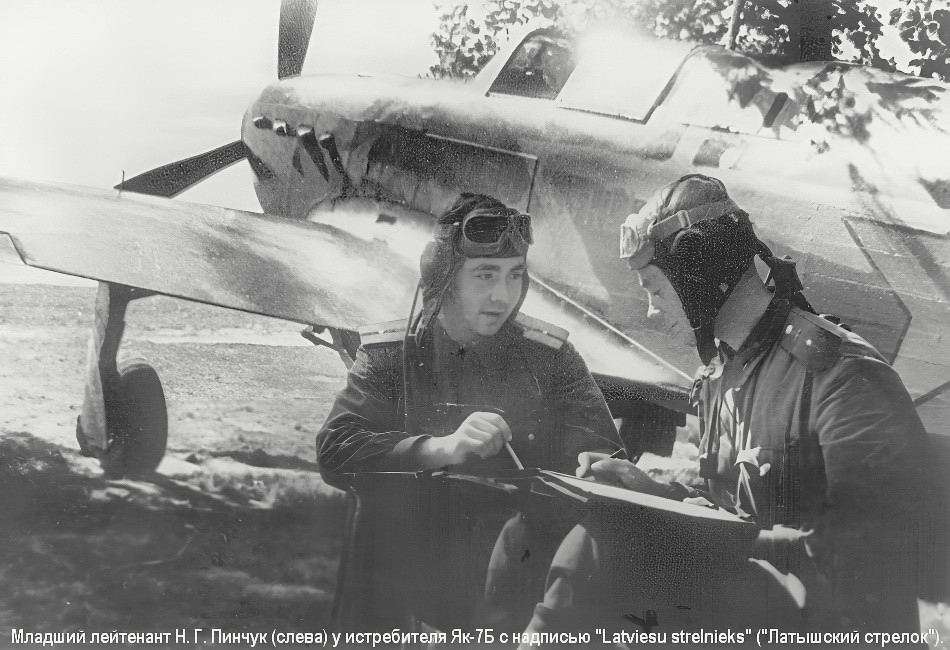 Младший лейтенант Н. Г. Пинчук (слева) у истребителя Як-7Б с надписью "Latviesu strelnieks" ("Латышский стрелок").